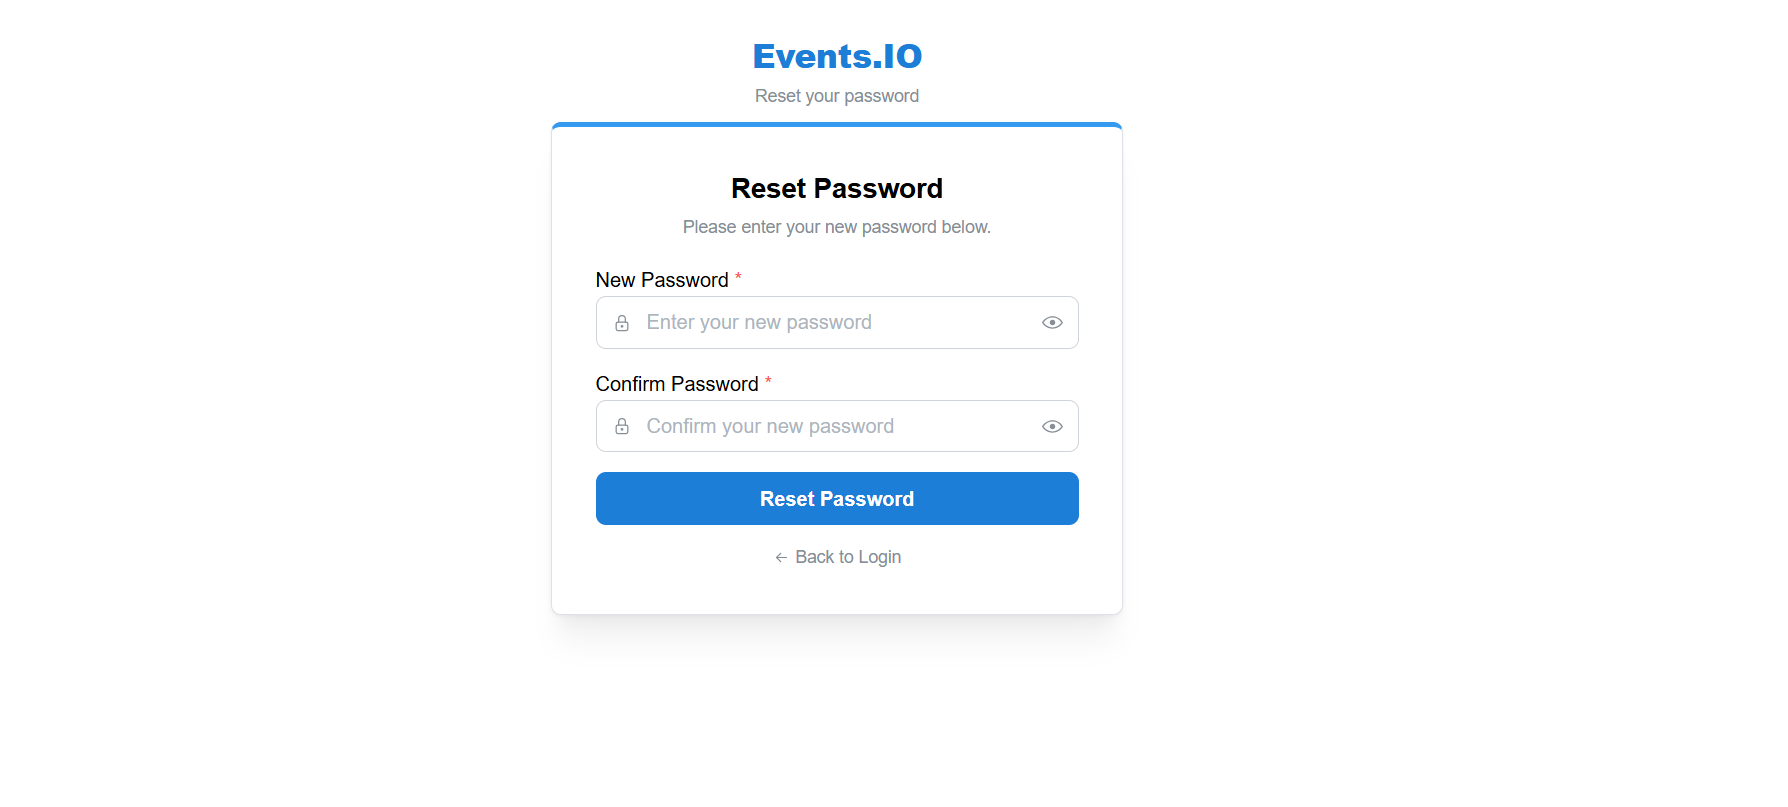 Events.IO
Reset your password
Reset Password
Please enter your new password below.
New Password *
Enter your new password
Confirm Password *
Confirm your new password
Reset Password
← Back to Login